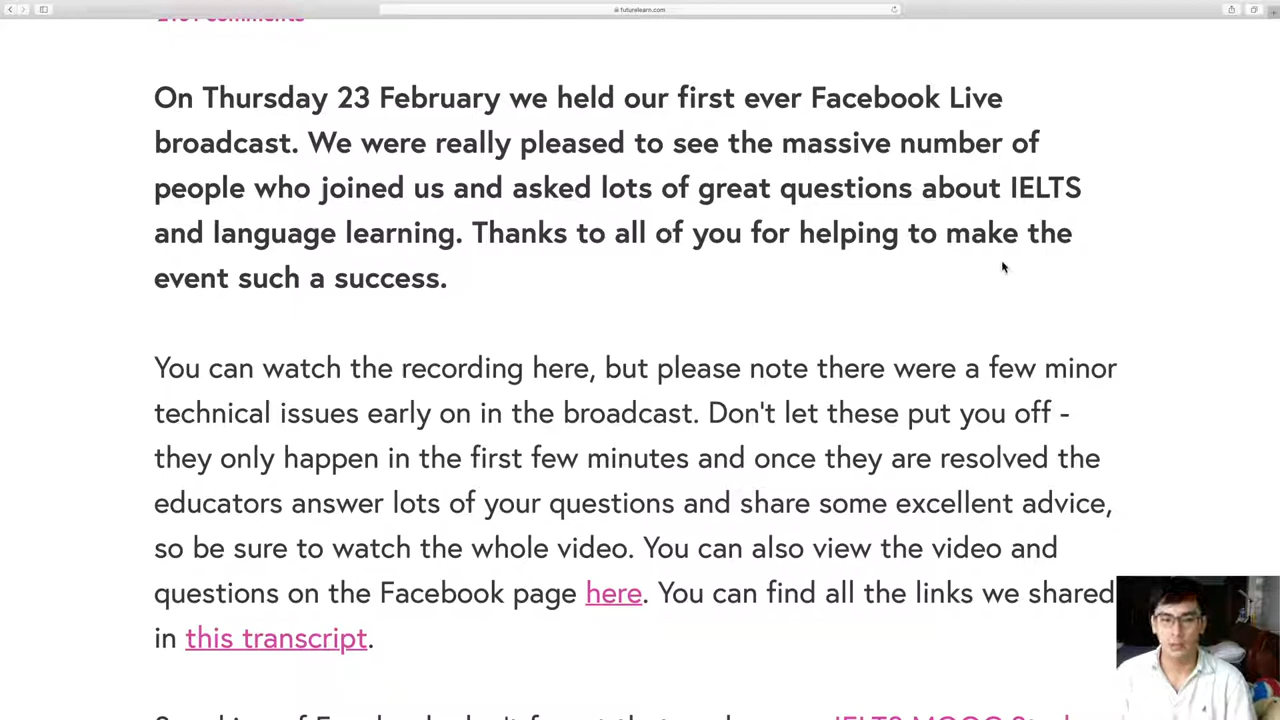 futurelearn.com
comments
On Thursday 23 February we held our first ever Facebook Live
broadcast. We were really pleased to see the massive number of
people who joined us and asked lots of great questions about IELTS
and language learning. Thanks to all of you for helping to make the
event such a success.
You can watch the recording here, but please note there were a few minor
technical issues early on in the broadcast. Don't let these put you off -
they only happen in the first few minutes and once they are resolved the
educators answer lots of your questions and share some excellent advice,
so be sure to watch the whole video. You can also view the video and
questions on the Facebook page here. You can find all the links we shared
in this transcript.